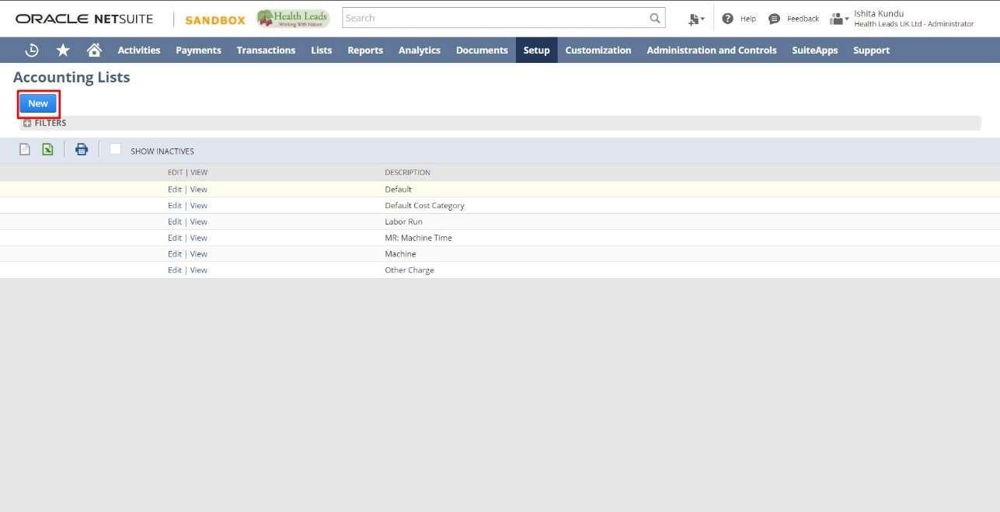 ORACLE NETSUITE SANDBOX Health Leads Working With Nature Search Help Feedback Ishita Kundu
Health Leads UK Ltd - Administrator
Activities Payments Transactions Lists Reports Analytics Documents Setup Customization Administration and Controls SuiteApps Support
Accounting Lists
New
FILTERS
SHOW INACTIVES
EDIT | VIEW DESCRIPTION
Edit | View Default
Edit | View Default Cost Category
Edit | View Labor Run
Edit | View MR: Machine Time
Edit | View Machine
Edit | View Other Charge